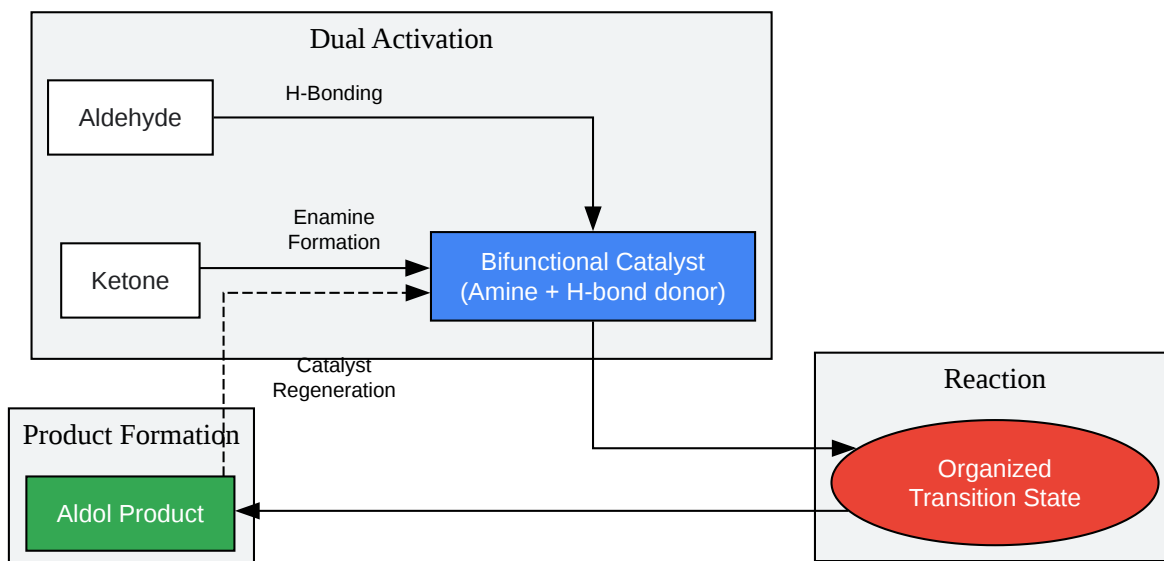 Dual Activation
Aldehyde
H-Bonding
Enamine
Formation
Ketone
Bifunctional Catalyst
(Amine + H-bond donor)
Catalyst
Regeneration
Reaction
Product Formation
Organized
Transition State
Aldol Product